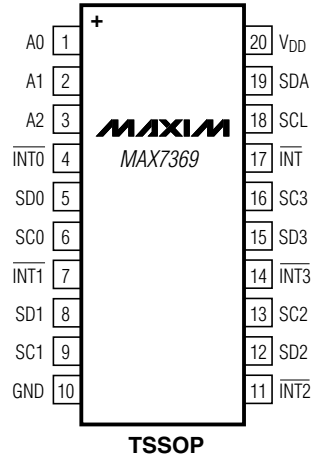 +
A0 1 20 VDD
A1 2 19 SDA
A2 3 MAXIM 18 SCL
INT0 4 MAX7369 17 INT
SD0 5 16 SC3
SC0 6 15 SD3
INT1 7 14 INT3
SD1 8 13 SC2
SC1 9 12 SD2
GND 10 11 INT2
TSSOP